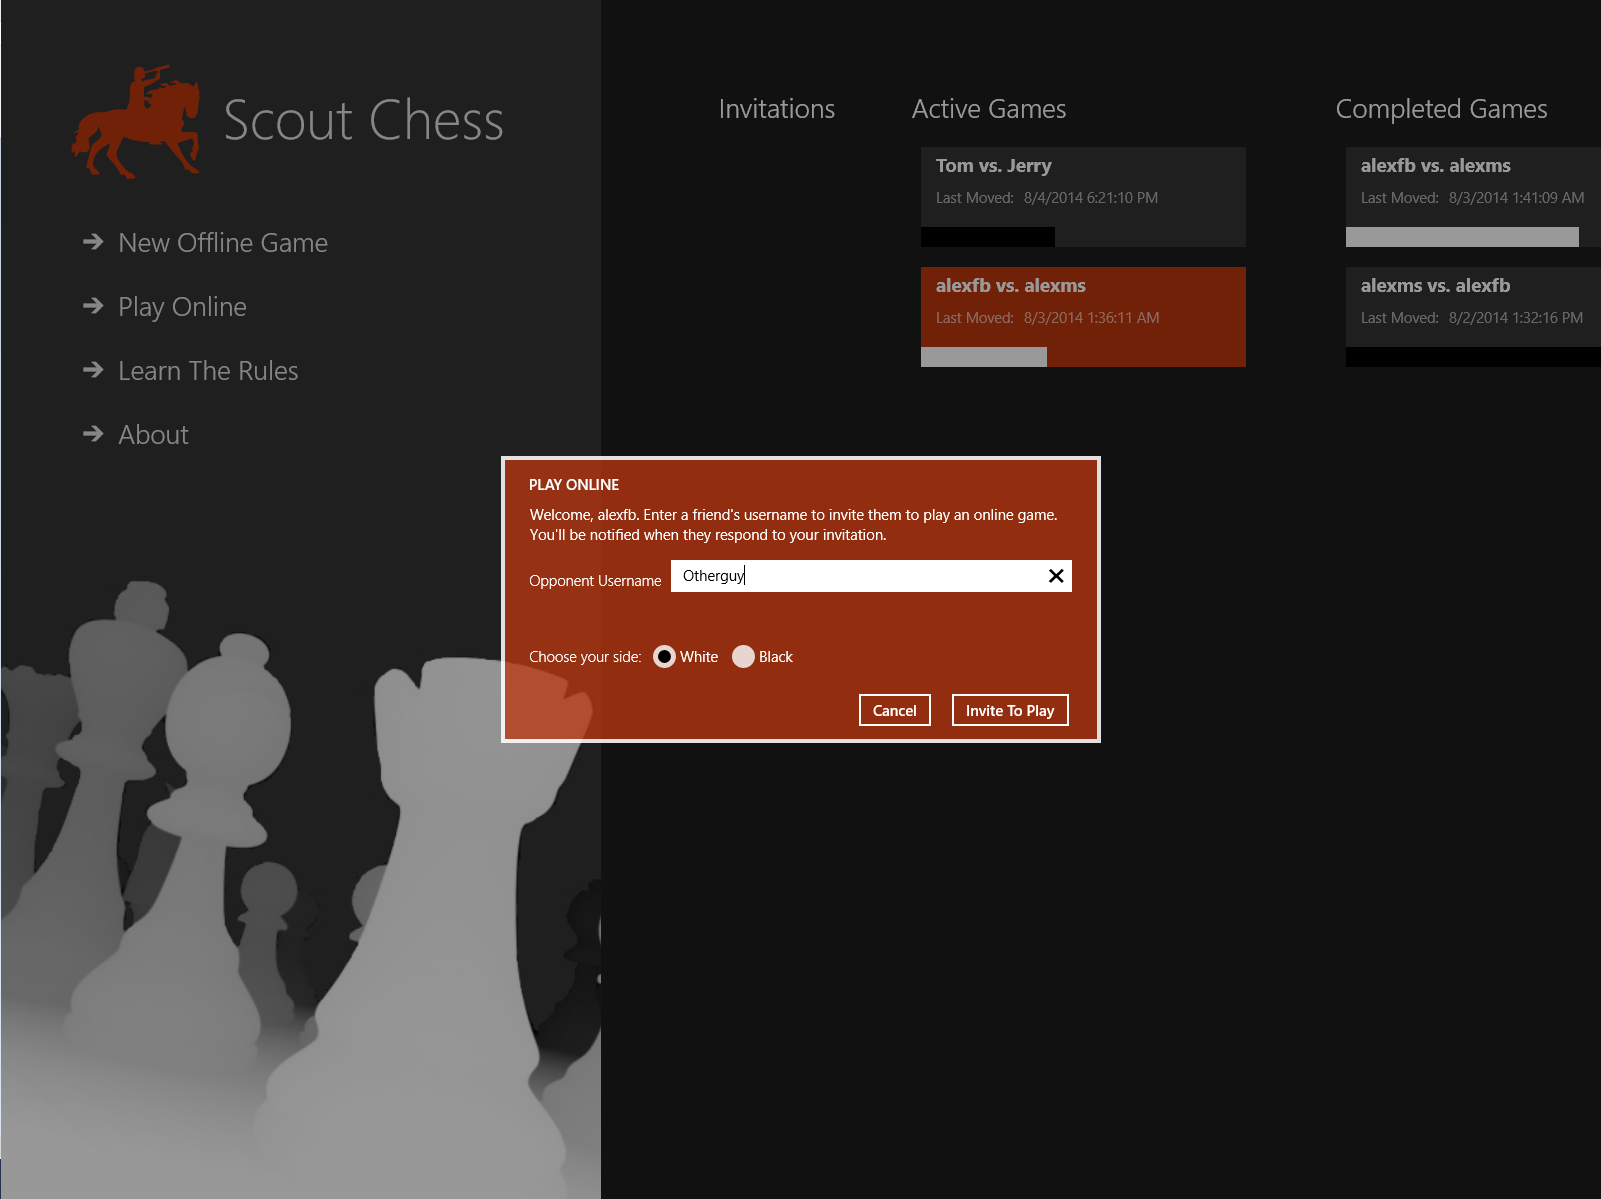 Scout Chess
New Offline Game
Play Online
Learn The Rules
About
Invitations
Active Games
Tom vs. Jerry
Last Moved: 8/4/2014 6:21:10 PM
alexfb vs. alexms
Last Moved: 8/3/2014 1:36:11 AM
Completed Games
alexfb vs. alexms
Last Moved: 8/3/2014 1:41:09 AM
alexms vs. alexfb
Last Moved: 8/2/2014 1:32:16 PM
PLAY ONLINE
Welcome, alexfb. Enter a friend's username to invite them to play an online game.
You'll be notified when they respond to your invitation.
Opponent Username Otherguy
Choose your side: White Black
Cancel Invite To Play